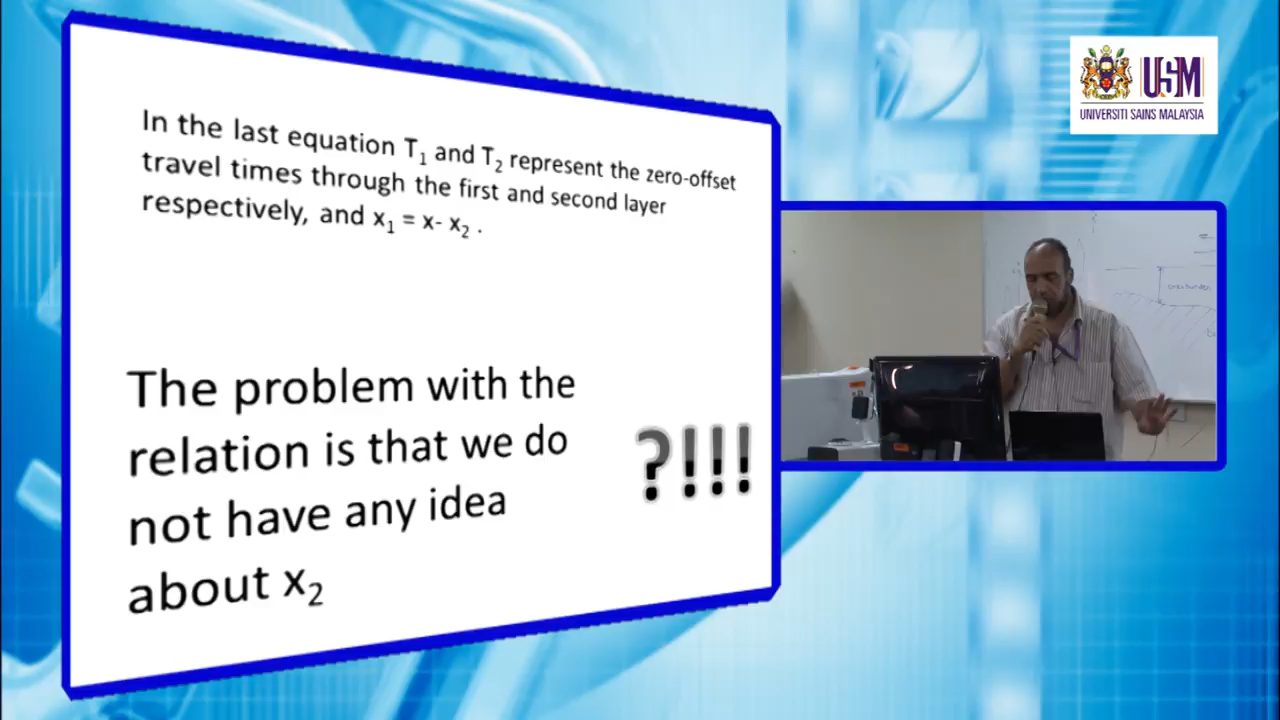 In the last equation T₁ and T₂ represent the zero-offset
travel times through the first and second layer
respectively, and x₁ = x- x₂ .
The problem with the
relation is that we do
not have any idea
about x₂
?!!!
USM
UNIVERSITI SAINS MALAYSIA